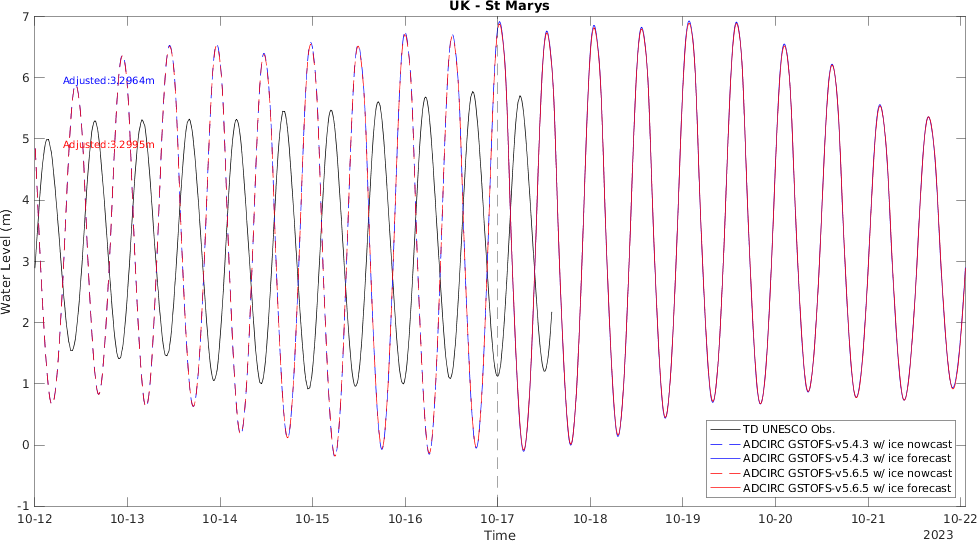 UK - St Marys
7
6
5
4
3
2
1
0
-1
Water Level (m)
Adjusted:3.2964m
Adjusted:3.2995m
TD UNESCO Obs.
ADCIRC GSTOFS-v5.4.3 w/ ice nowcast
ADCIRC GSTOFS-v5.4.3 w/ ice forecast
ADCIRC GSTOFS-v5.6.5 w/ ice nowcast
ADCIRC GSTOFS-v5.6.5 w/ ice forecast
10-12 10-13 10-14 10-15 10-16 10-17 10-18 10-19 10-20 10-21 10-22
Time
2023